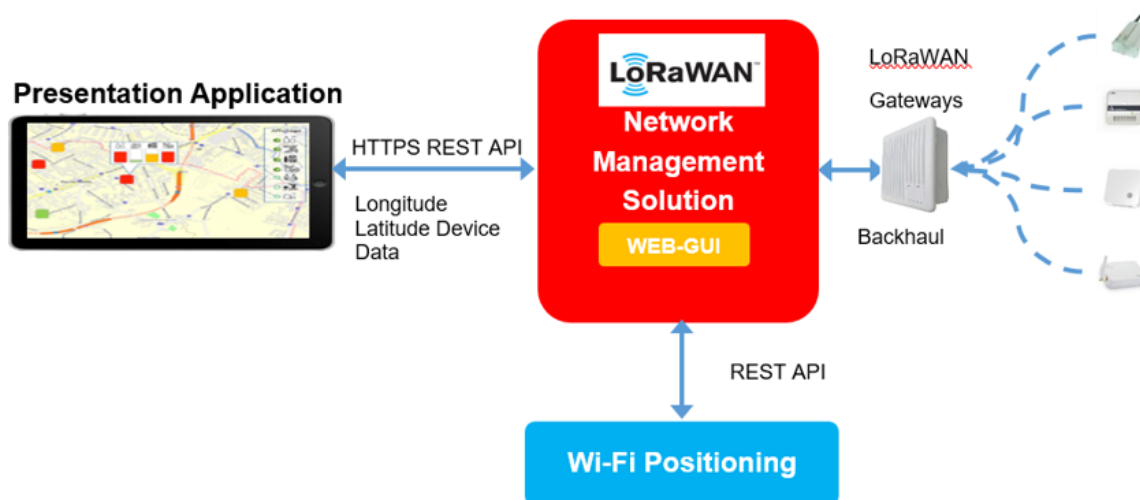 Presentation Application
HTTPS REST API
Longitude
Latitude Device
Data
LoRaWAN™
Network
Management
Solution
WEB-GUI
LoRaWAN
Gateways
Backhaul
REST API
Wi-Fi Positioning